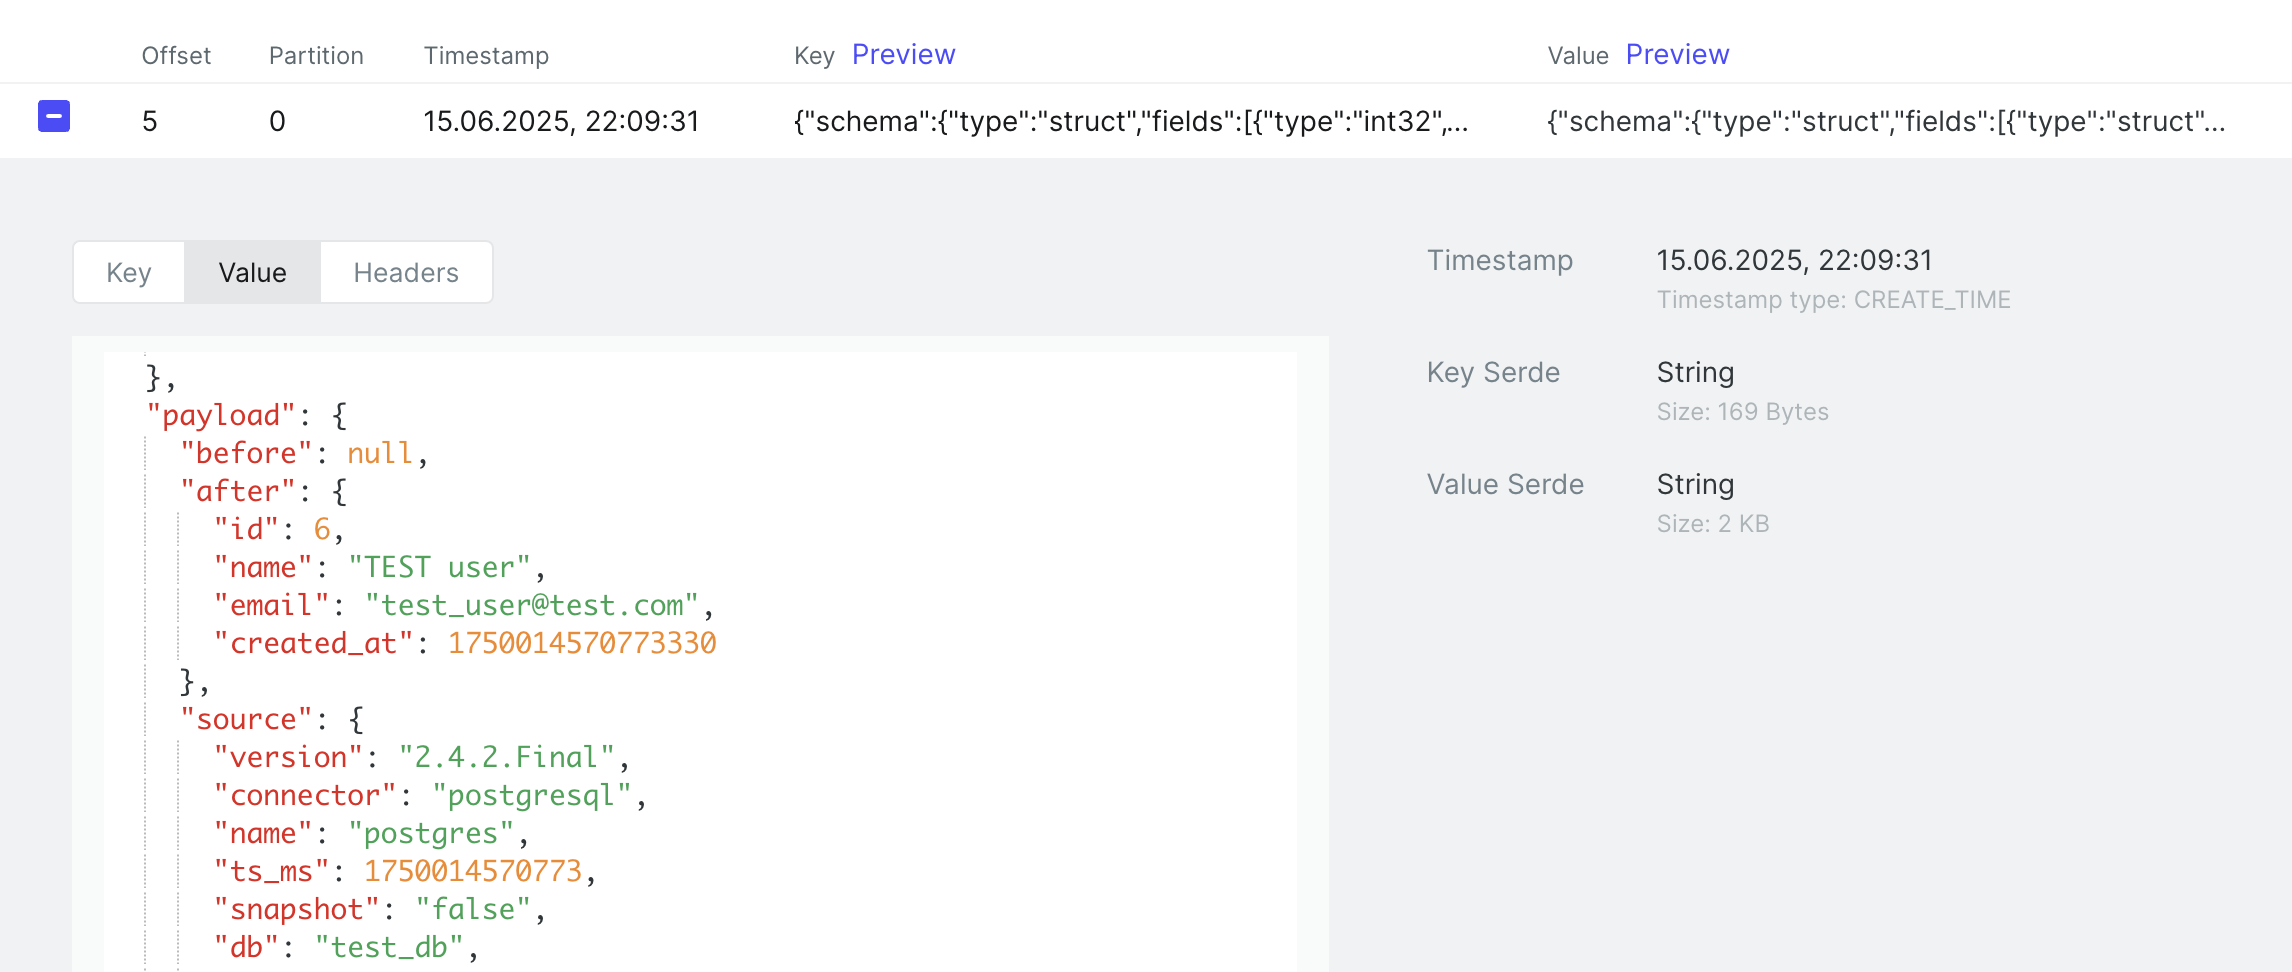 Offset Partition Timestamp Key Preview Value Preview
5 0 15.06.2025, 22:09:31 {"schema":{"type":"struct","fields":[{"type":"int32",... {"schema":{"type":"struct","fields":[{"type":"struct"...
Key Value Headers
},
"payload": {
"before": null,
"after": {
"id": 6,
"name": "TEST user",
"email": "test_user@test.com",
"created_at": 1750014570773330
},
"source": {
"version": "2.4.2.Final",
"connector": "postgresql",
"name": "postgres",
"ts_ms": 1750014570773,
"snapshot": "false",
"db": "test_db",
Timestamp 15.06.2025, 22:09:31
Timestamp type: CREATE_TIME
Key Serde String
Size: 169 Bytes
Value Serde String
Size: 2 KB